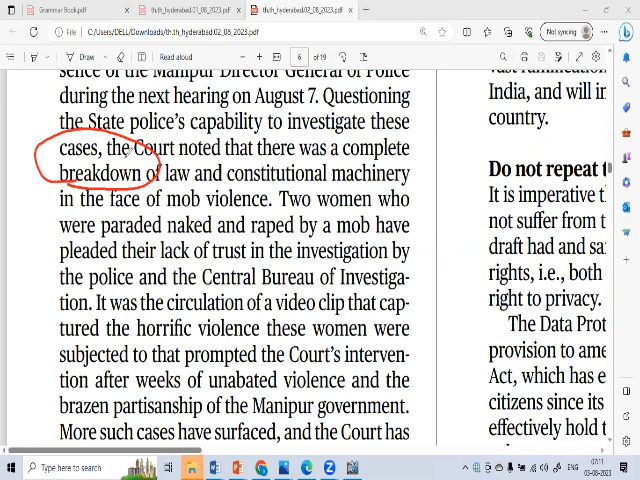 Grammar Book.pdf
th.th_hyderabad.01_08_2023.pdf
th.th_hyderabad.02_08_2023.pdf
C:/Users/DELL/Downloads/th.th_hyderabad.02_08_2023.pdf
Not syncing
Draw
Read aloud
6 of 19
sence of the Manipur Director General of Police
during the next hearing on August 7. Questioning
the State police's capability to investigate these
cases, the Court noted that there was a complete
breakdown of law and constitutional machinery
in the face of mob violence. Two women who
were paraded naked and raped by a mob have
pleaded their lack of trust in the investigation by
the police and the Central Bureau of Investiga-
tion. It was the circulation of a video clip that cap-
tured the horrific violence these women were
subjected to that prompted the Court's interven-
tion after weeks of unabated violence and the
brazen partisanship of the Manipur government.
More such cases have surfaced, and the Court has
India, and will in
country.
Do not repeat t
It is imperative t
not suffer from t
draft had and sa
rights, i.e., both
right to privacy.
The Data Prot
provision to ame
Act, which has e
citizens since its
effectively hold t
Type here to search
ENG
07:11
03-08-2023